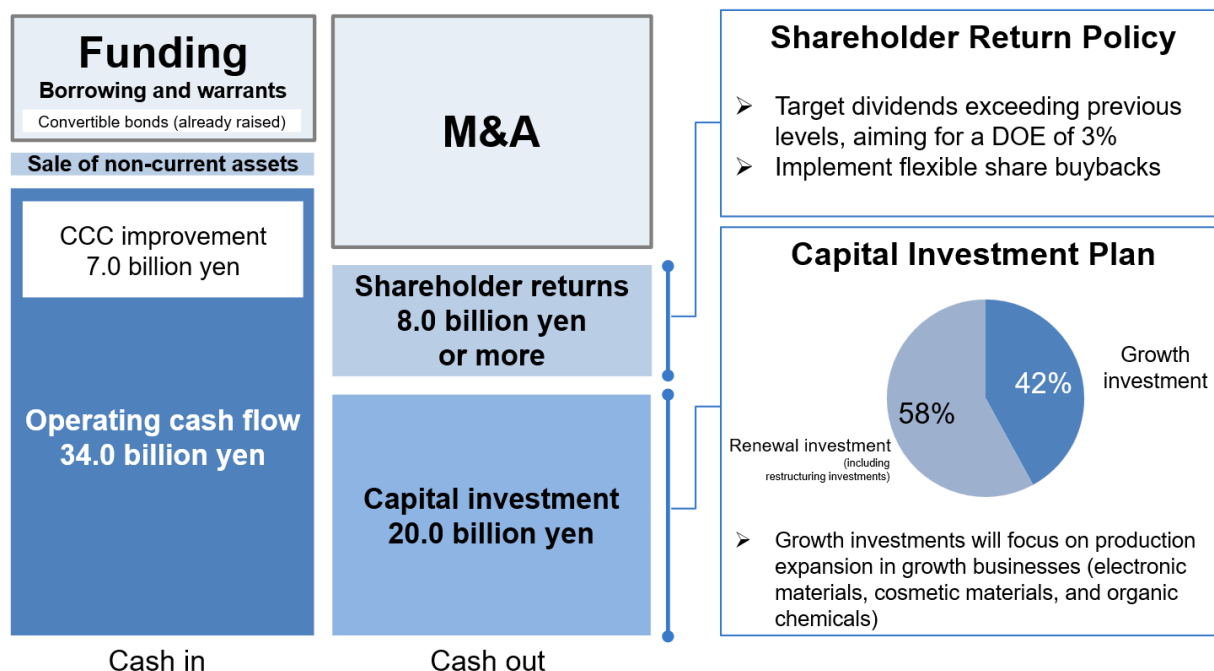 Funding
Borrowing and warrants
Convertible bonds (already raised)
Sale of non-current assets
CCC improvement
7.0 billion yen
Operating cash flow
34.0 billion yen
Cash in
M&A
Shareholder returns
8.0 billion yen
or more
Capital investment
20.0 billion yen
Cash out
Shareholder Return Policy
➢ Target dividends exceeding previous
levels, aiming for a DOE of 3%
➢ Implement flexible share buybacks
Capital Investment Plan
42%
Growth
investment
58%
Renewal investment
(including
restructuring investments)
➢ Growth investments will focus on production
expansion in growth businesses (electronic
materials, cosmetic materials, and organic
chemicals)